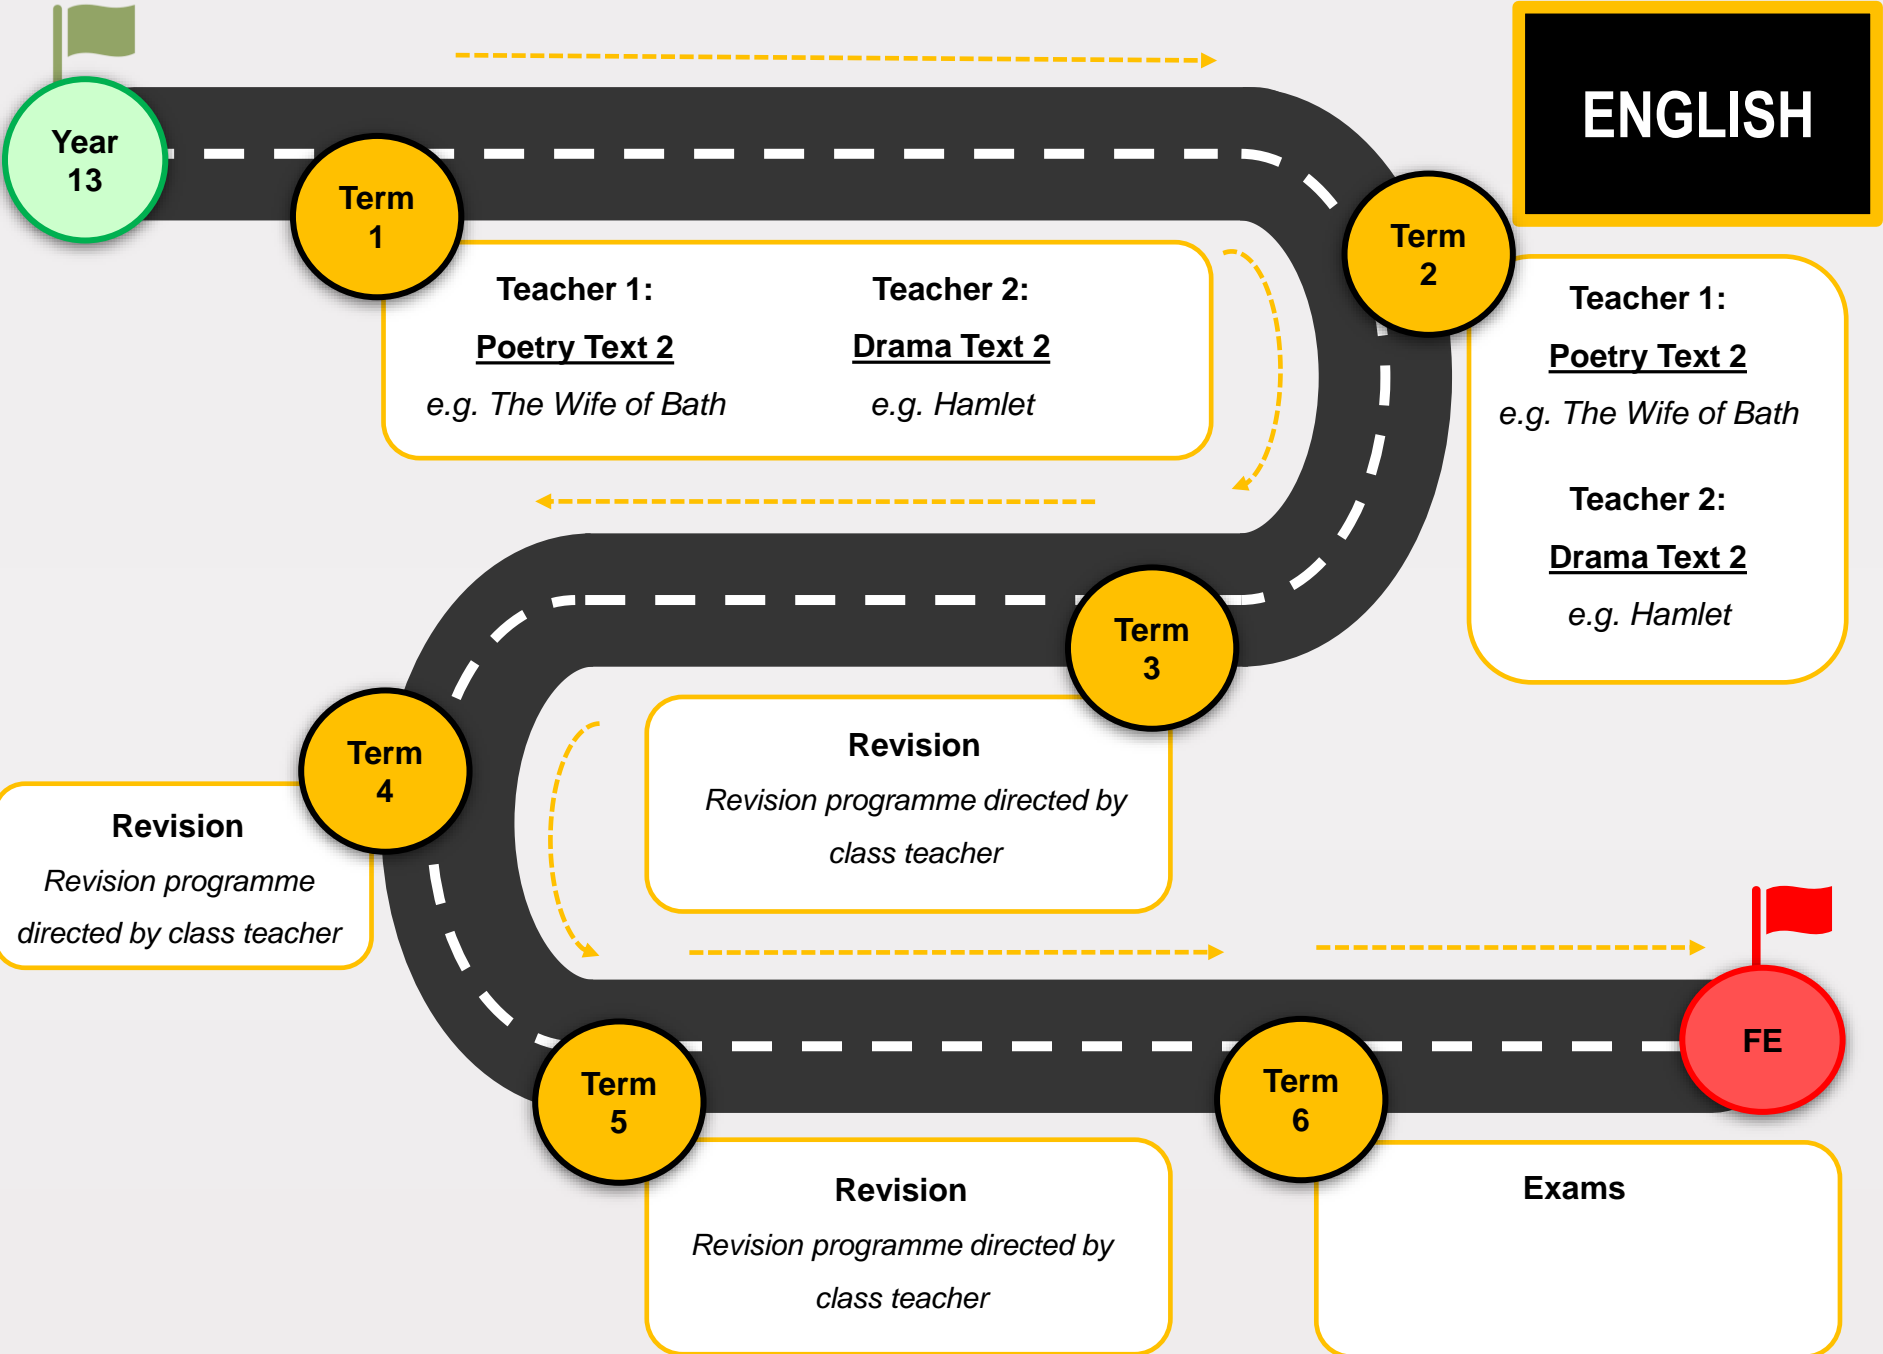 ENGLISH
Year
13
Term
1
Teacher 1:
Poetry Text 2
e.g. The Wife of Bath
Teacher 2:
Drama Text 2
e.g. Hamlet
Term
2
Teacher 1:
Poetry Text 2
e.g. The Wife of Bath
Teacher 2:
Drama Text 2
e.g. Hamlet
Term
3
Revision
Revision programme directed by
class teacher
Term
4
Revision
Revision programme
directed by class teacher
Term
5
Revision
Revision programme directed by
class teacher
Term
6
Exams
FE